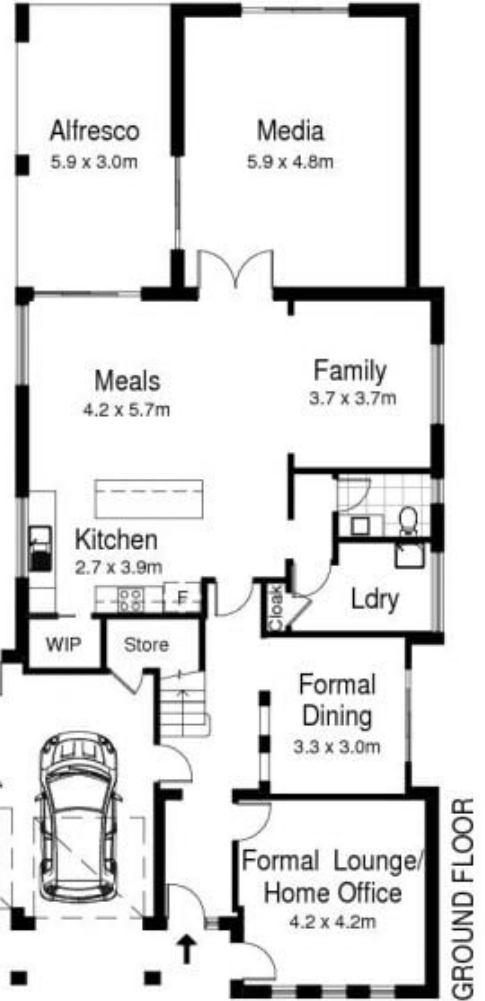 Alfresco
5.9 x 3.0m
Media
5.9 x 4.8m
Meals
4.2 x 5.7m
Family
3.7 x 3.7m
Kitchen
2.7 x 3.9m
F
Cloak
Ldry
WIP
Store
Formal
Dining
3.3 x 3.0m
Formal Lounge/
Home Office
4.2 x 4.2m
GROUND FLOOR